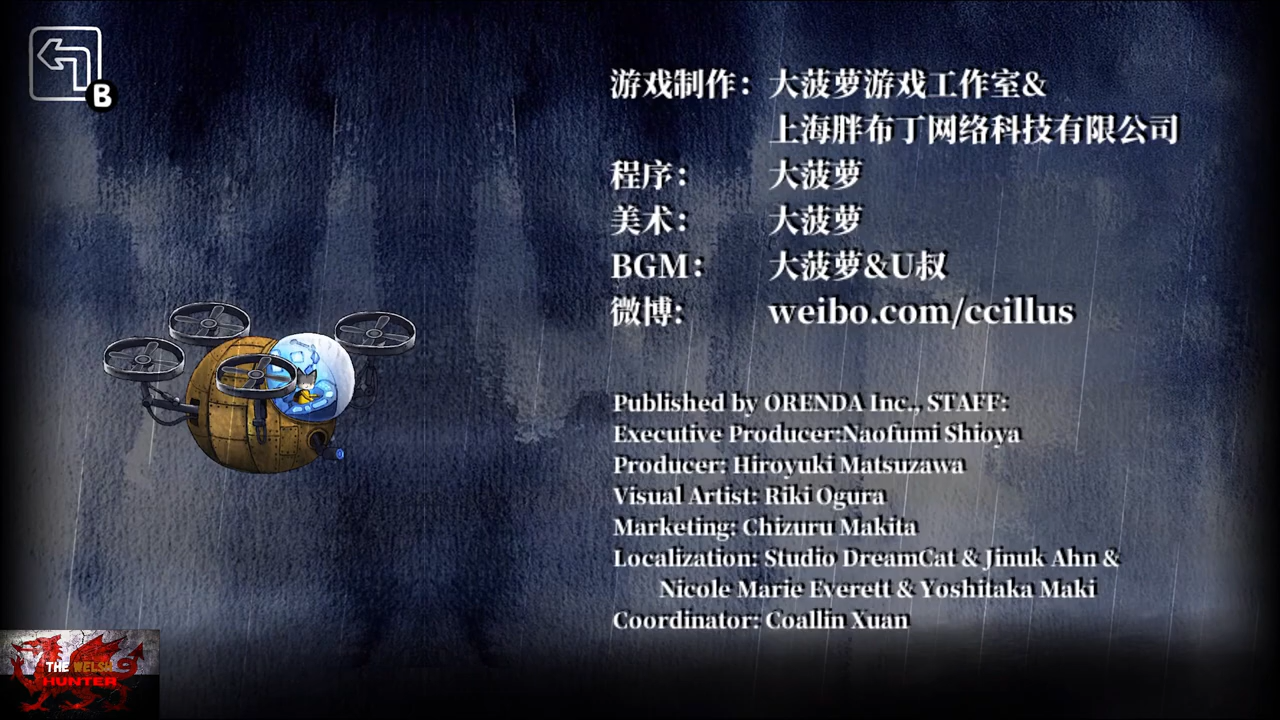 B
游戏制作： 大菠萝游戏工作室&
上海胖布丁网络科技有限公司
程序： 大菠萝
美术： 大菠萝
BGM： 大菠萝&U叔
微博: weibo.com/ccillus
Published by ORENDA Inc., STAFF:
Executive Producer:Naofumi Shioya
Producer: Hiroyuki Matsuzawa
Visual Artist: Riki Ogura
Marketing: Chizuru Makita
Localization: Studio DreamCat & Jinuk Ahn &
Nicole Marie Everett & Yoshitaka Maki
Coordinator: Coallin Xuan
THE WELSH
HUNTER